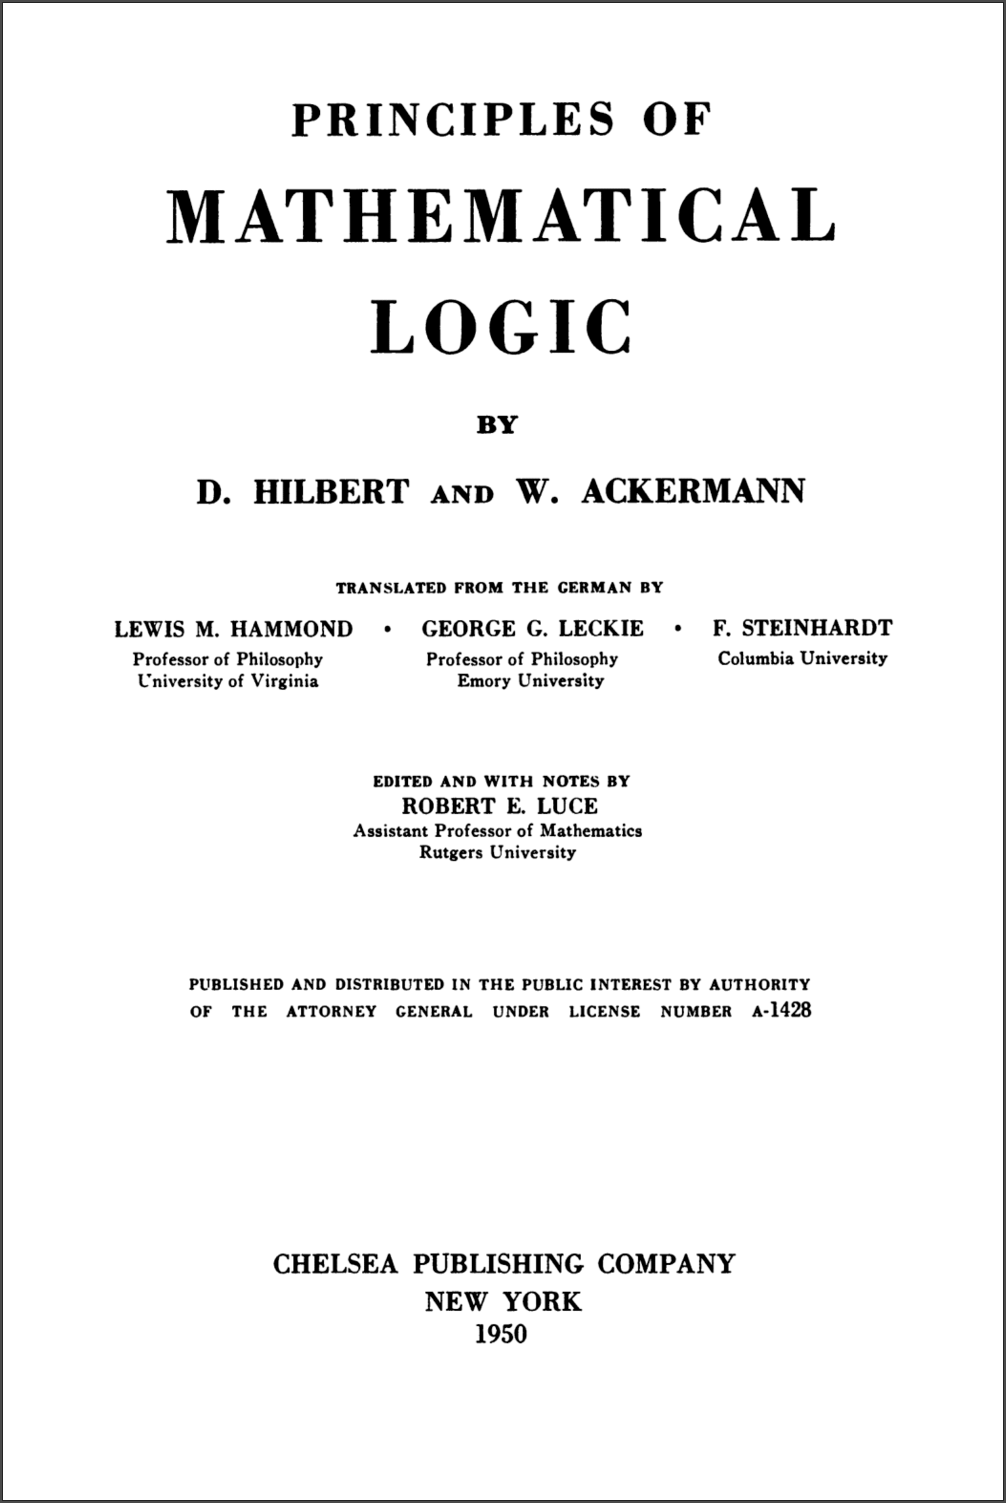 PRINCIPLES OF
MATHEMATICAL
LOGIC
BY
D. HILBERT AND W. ACKERMANN
TRANSLATED FROM THE GERMAN BY
LEWIS M. HAMMOND • GEORGE G. LECKIE • F. STEINHARDT
Professor of Philosophy Professor of Philosophy Columbia University
University of Virginia Emory University
EDITED AND WITH NOTES BY
ROBERT E. LUCE
Assistant Professor of Mathematics
Rutgers University
PUBLISHED AND DISTRIBUTED IN THE PUBLIC INTEREST BY AUTHORITY
OF THE ATTORNEY GENERAL UNDER LICENSE NUMBER A-1428
CHELSEA PUBLISHING COMPANY
NEW YORK
1950